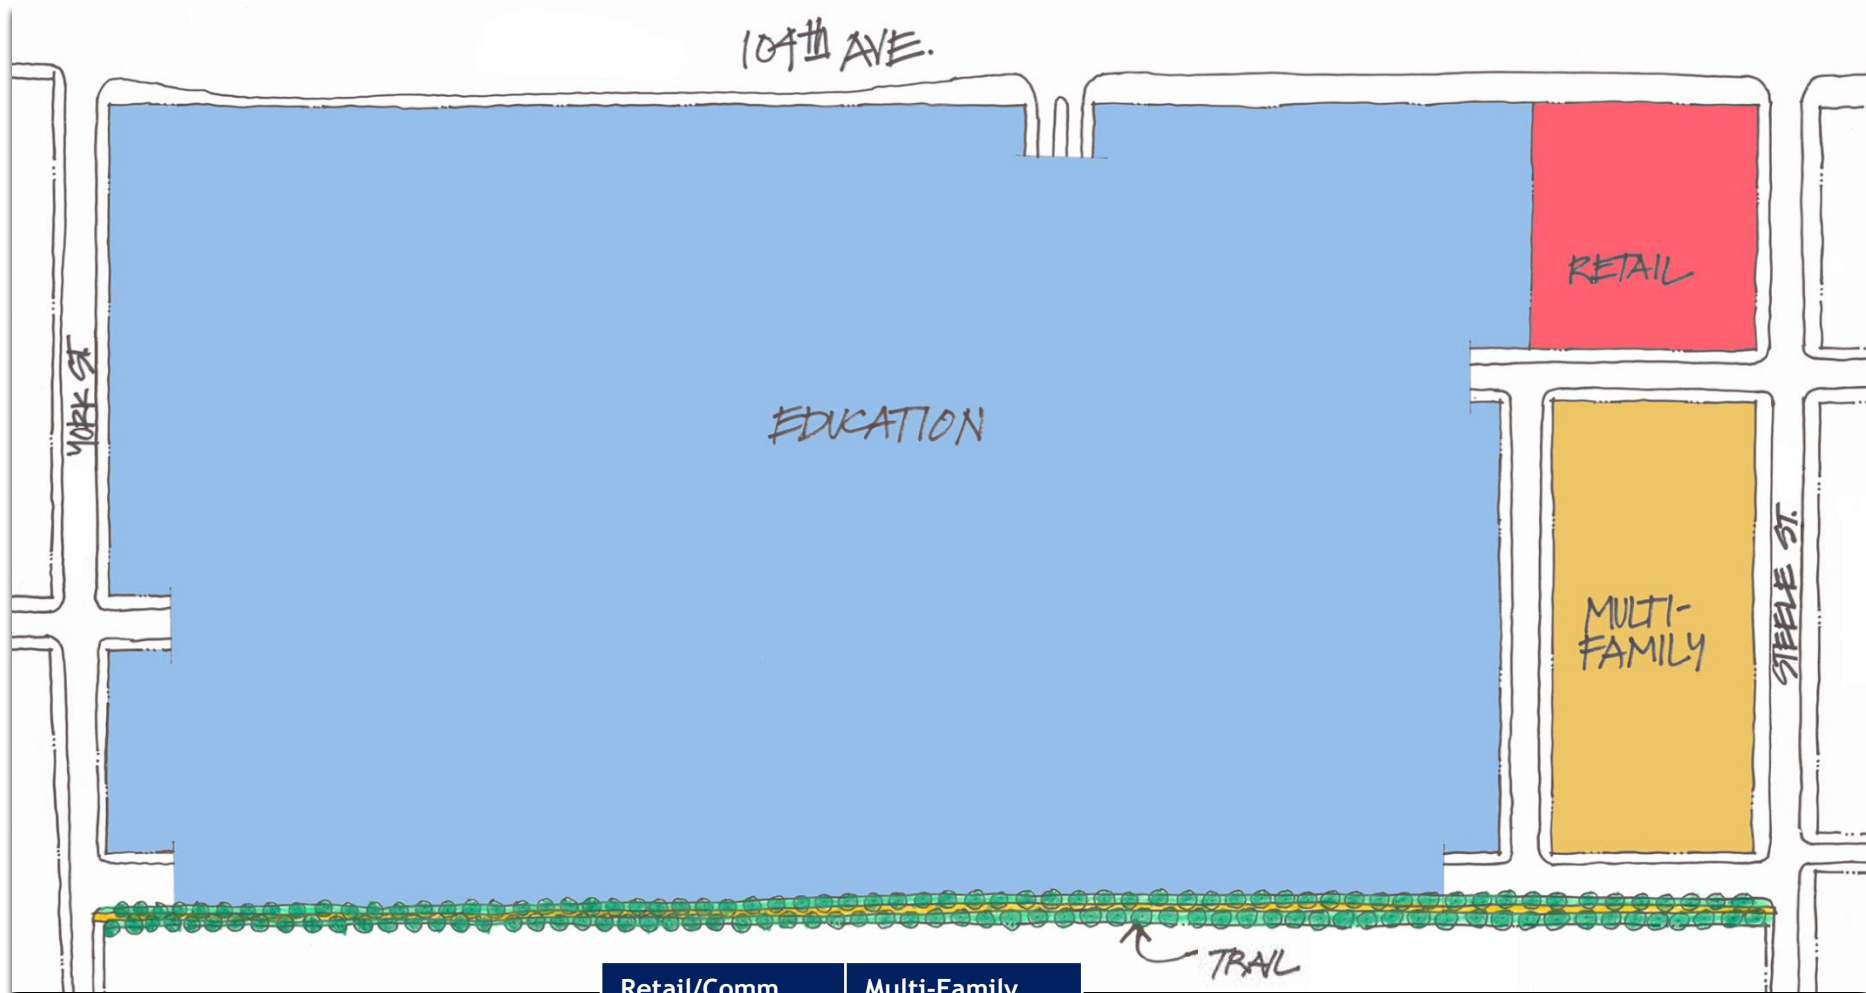 104th AVE.
RETAIL
YORK ST.
EDUCATION
STEELE ST.
MULTI-
FAMILY
TRAIL
Retail/Comm Multi-Family